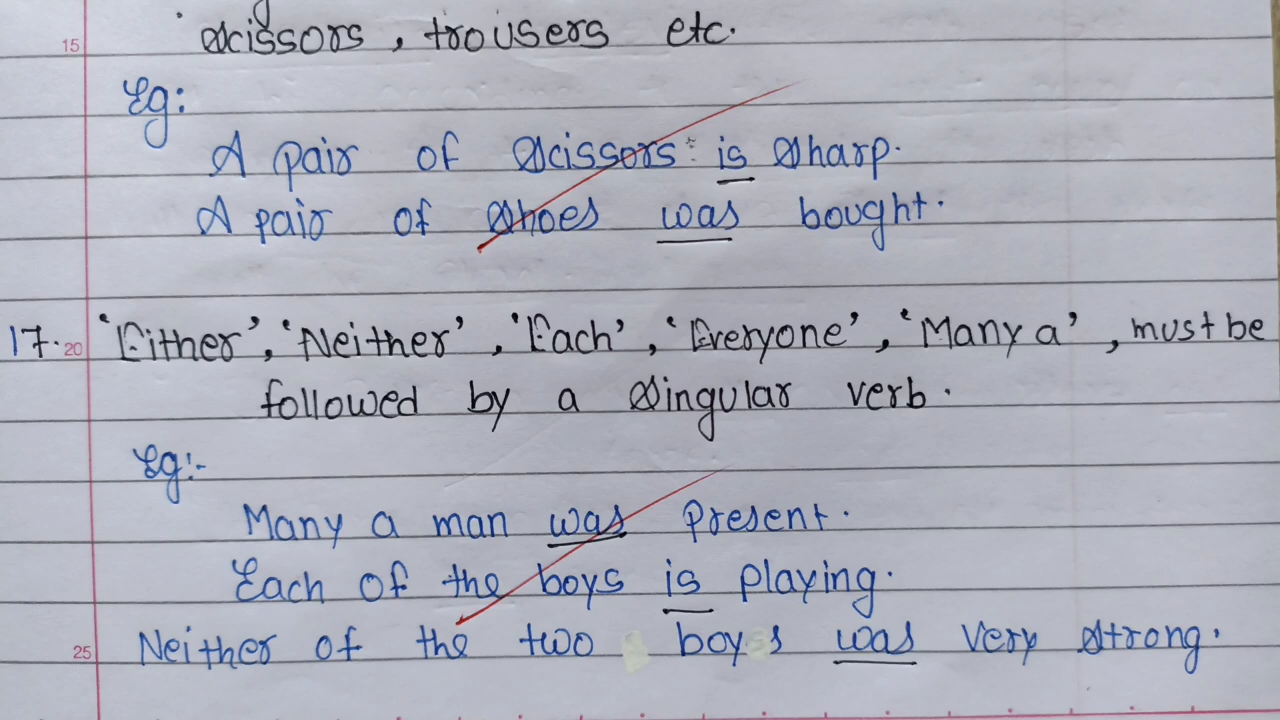 15
scissors, trousers etc.
Eg:
A pair of scissors is sharp.
A pair of shoes was bought.
17. 20 'Either', 'Neither', 'Each', 'Everyone', 'Many a', must be
followed by a singular verb.
Eg:-
Many a man was present.
Each of the boys is playing.
25 Neither of the two boys was very strong.